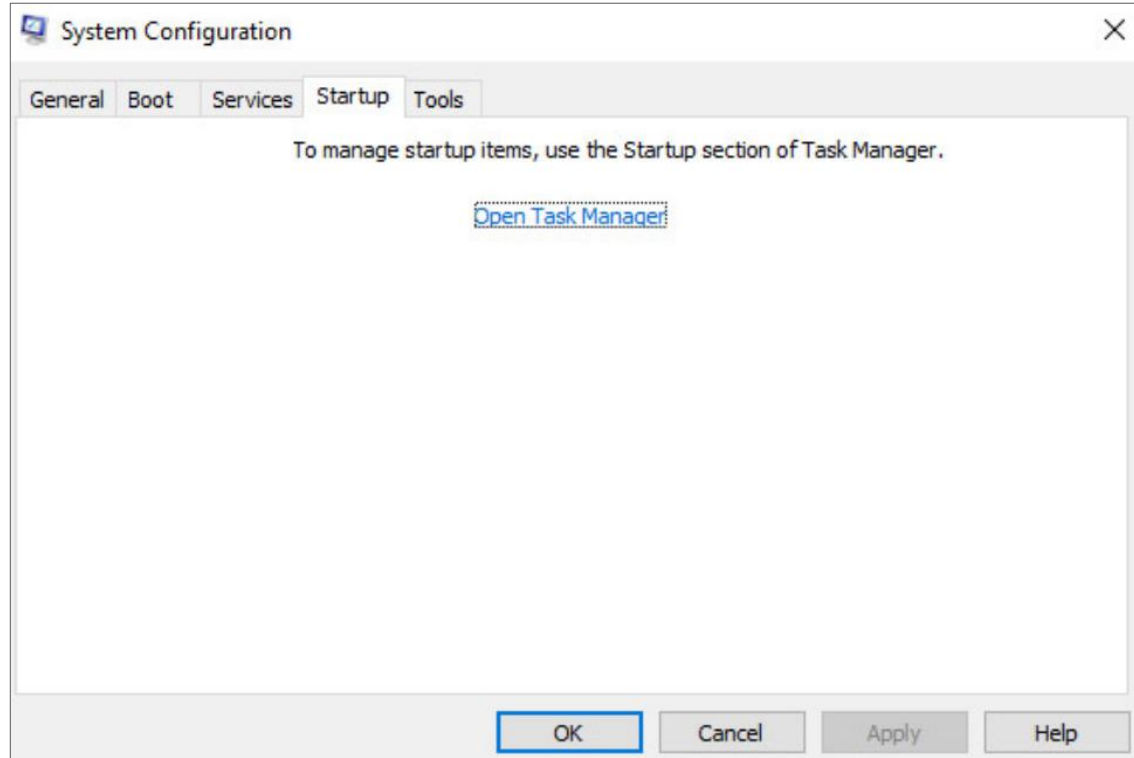 System Configuration
General Boot Services Startup Tools
To manage startup items, use the Startup section of Task Manager.
Open Task Manager
OK Cancel Apply Help